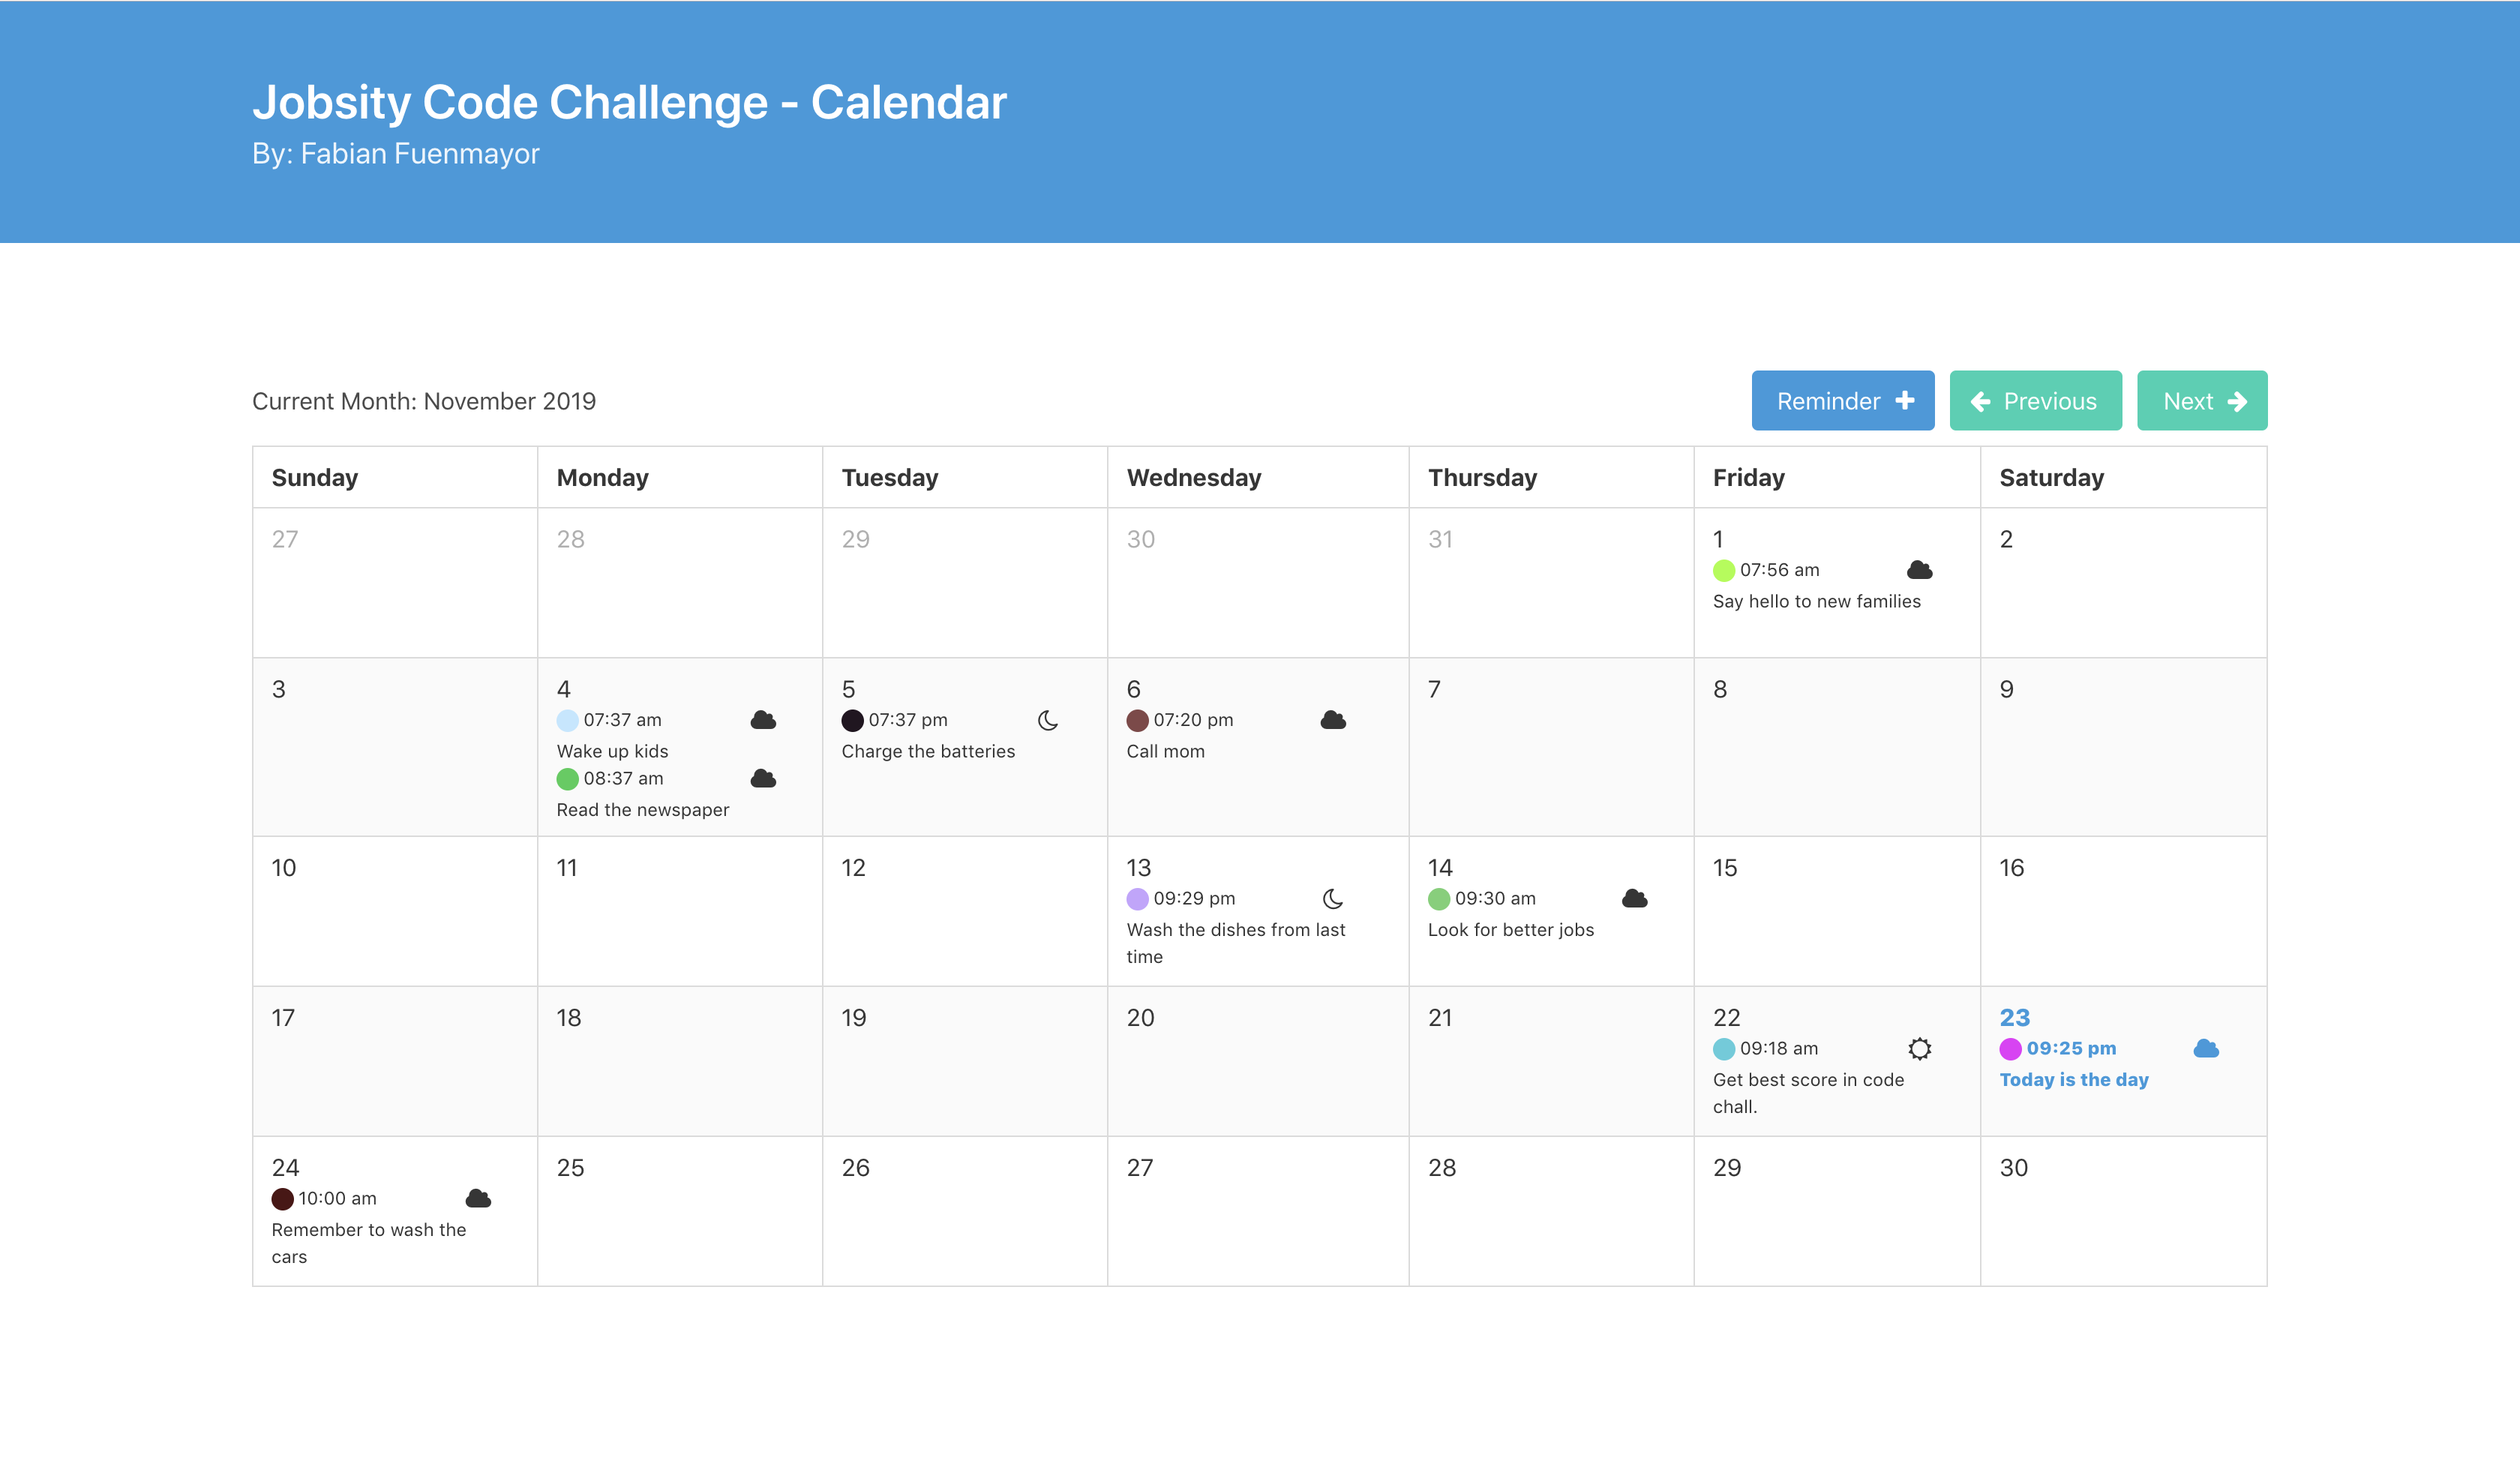 Jobsity Code Challenge - Calendar
By: Fabian Fuenmayor
Current Month: November 2019
Reminder
Previous
Next
Sunday Monday Tuesday Wednesday Thursday Friday Saturday
27 28 29 30 31 1 2
07:56 am
Say hello to new families
3 4 5 6 7 8 9
07:37 am 07:37 pm 07:20 pm
Wake up kids Charge the batteries Call mom
08:37 am
Read the newspaper
10 11 12 13 14 15 16
09:29 pm 09:30 am
Wash the dishes from last Look for better jobs
time
17 18 19 20 21 22 23
09:18 am 09:25 pm
Get best score in code Today is the day
chall.
24 25 26 27 28 29 30
10:00 am
Remember to wash the
cars